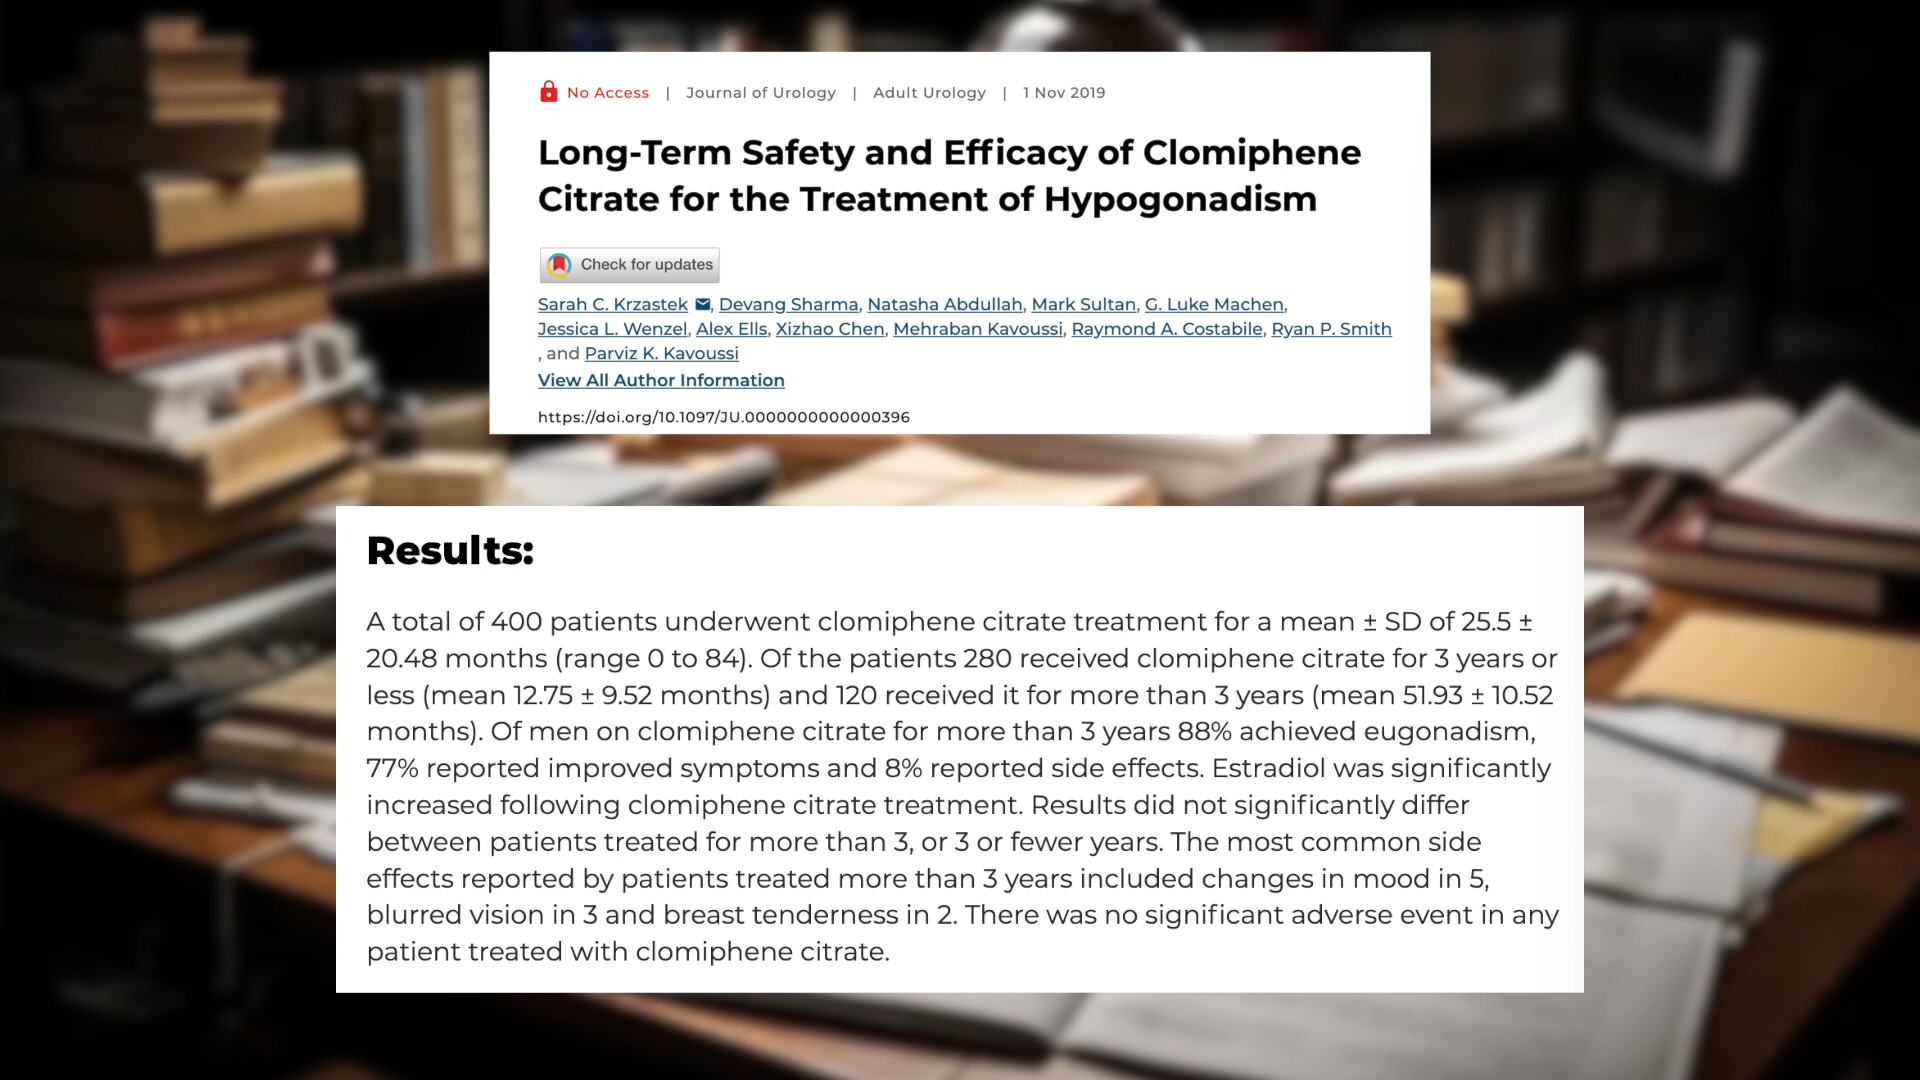 No Access | Journal of Urology | Adult Urology | 1 Nov 2019
Long-Term Safety and Efficacy of Clomiphene
Citrate for the Treatment of Hypogonadism
Check for updates
Sarah C. Krzastek, Devang Sharma, Natasha Abdullah, Mark Sultan, G. Luke Machen,
Jessica L. Wenzel, Alex Ells, Xizhao Chen, Mehraban Kavoussi, Raymond A. Costabile, Ryan P. Smith
, and Parviz K. Kavoussi
View All Author Information
https://doi.org/10.1097/JU.0000000000000396
Results:
A total of 400 patients underwent clomiphene citrate treatment for a mean ± SD of 25.5 ±
20.48 months (range 0 to 84). Of the patients 280 received clomiphene citrate for 3 years or
less (mean 12.75 ± 9.52 months) and 120 received it for more than 3 years (mean 51.93 ± 10.52
months). Of men on clomiphene citrate for more than 3 years 88% achieved eugonadism,
77% reported improved symptoms and 8% reported side effects. Estradiol was significantly
increased following clomiphene citrate treatment. Results did not significantly differ
between patients treated for more than 3, or 3 or fewer years. The most common side
effects reported by patients treated more than 3 years included changes in mood in 5,
blurred vision in 3 and breast tenderness in 2. There was no significant adverse event in any
patient treated with clomiphene citrate.